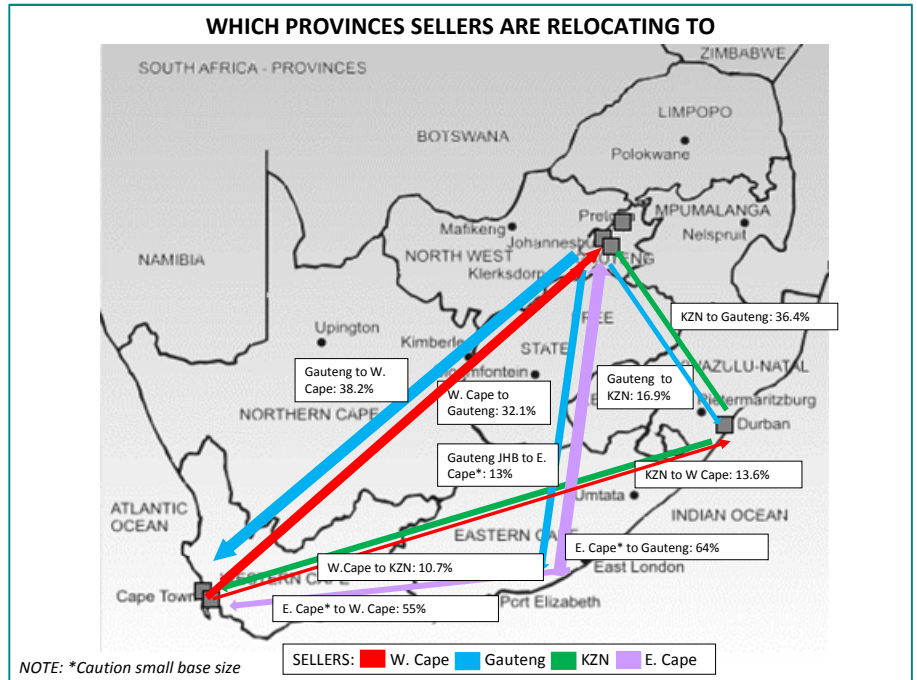 WHICH PROVINCES SELLERS ARE RELOCATING TO
ZIMBABWE
SOUTH AFRICA - PROVINCES
LIMPOPO
BOTSWANA
Polokwane
MPUMALANGA
Mafikeng
Nelspruit
NORTH WEST
NAMIBIA
Klerksdorp
KZN to Gauteng: 36.4%
Upington
FREE
Kimberle
STATE
Gauteng to W.
Cape: 38.2%
Gauteng to
KZN: 16.9%
W. Cape to
Gauteng: 32.1%
NORTHERN CAPE
Durban
Gauteng JHB to E.
Cape*: 13%
KZN to W Cape: 13.6%
Umtata
ATLANTIC
OCEAN
INDIAN OCEAN
EASTERN
E. Cape* to Gauteng: 64%
W.Cape to KZN: 10.7%
East London
Cape Town
E. Cape* to W. Cape: 55%
Port Elizabeth
SELLERS: W. Cape Gauteng KZN E. Cape
NOTE: *Caution small base size